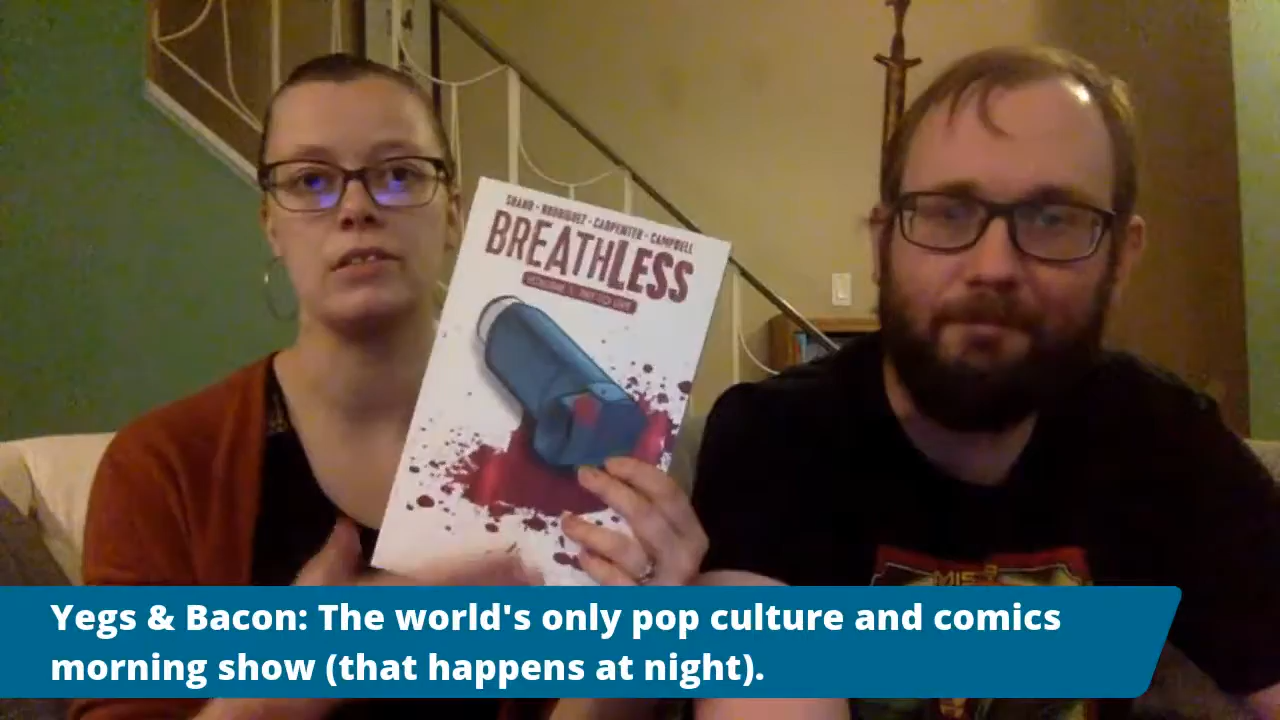 SHAND - RODRIGUEZ - CARPENTER - CAMPBELL
BREATHLESS
Yegs & Bacon: The world's only pop culture and comics
morning show (that happens at night).